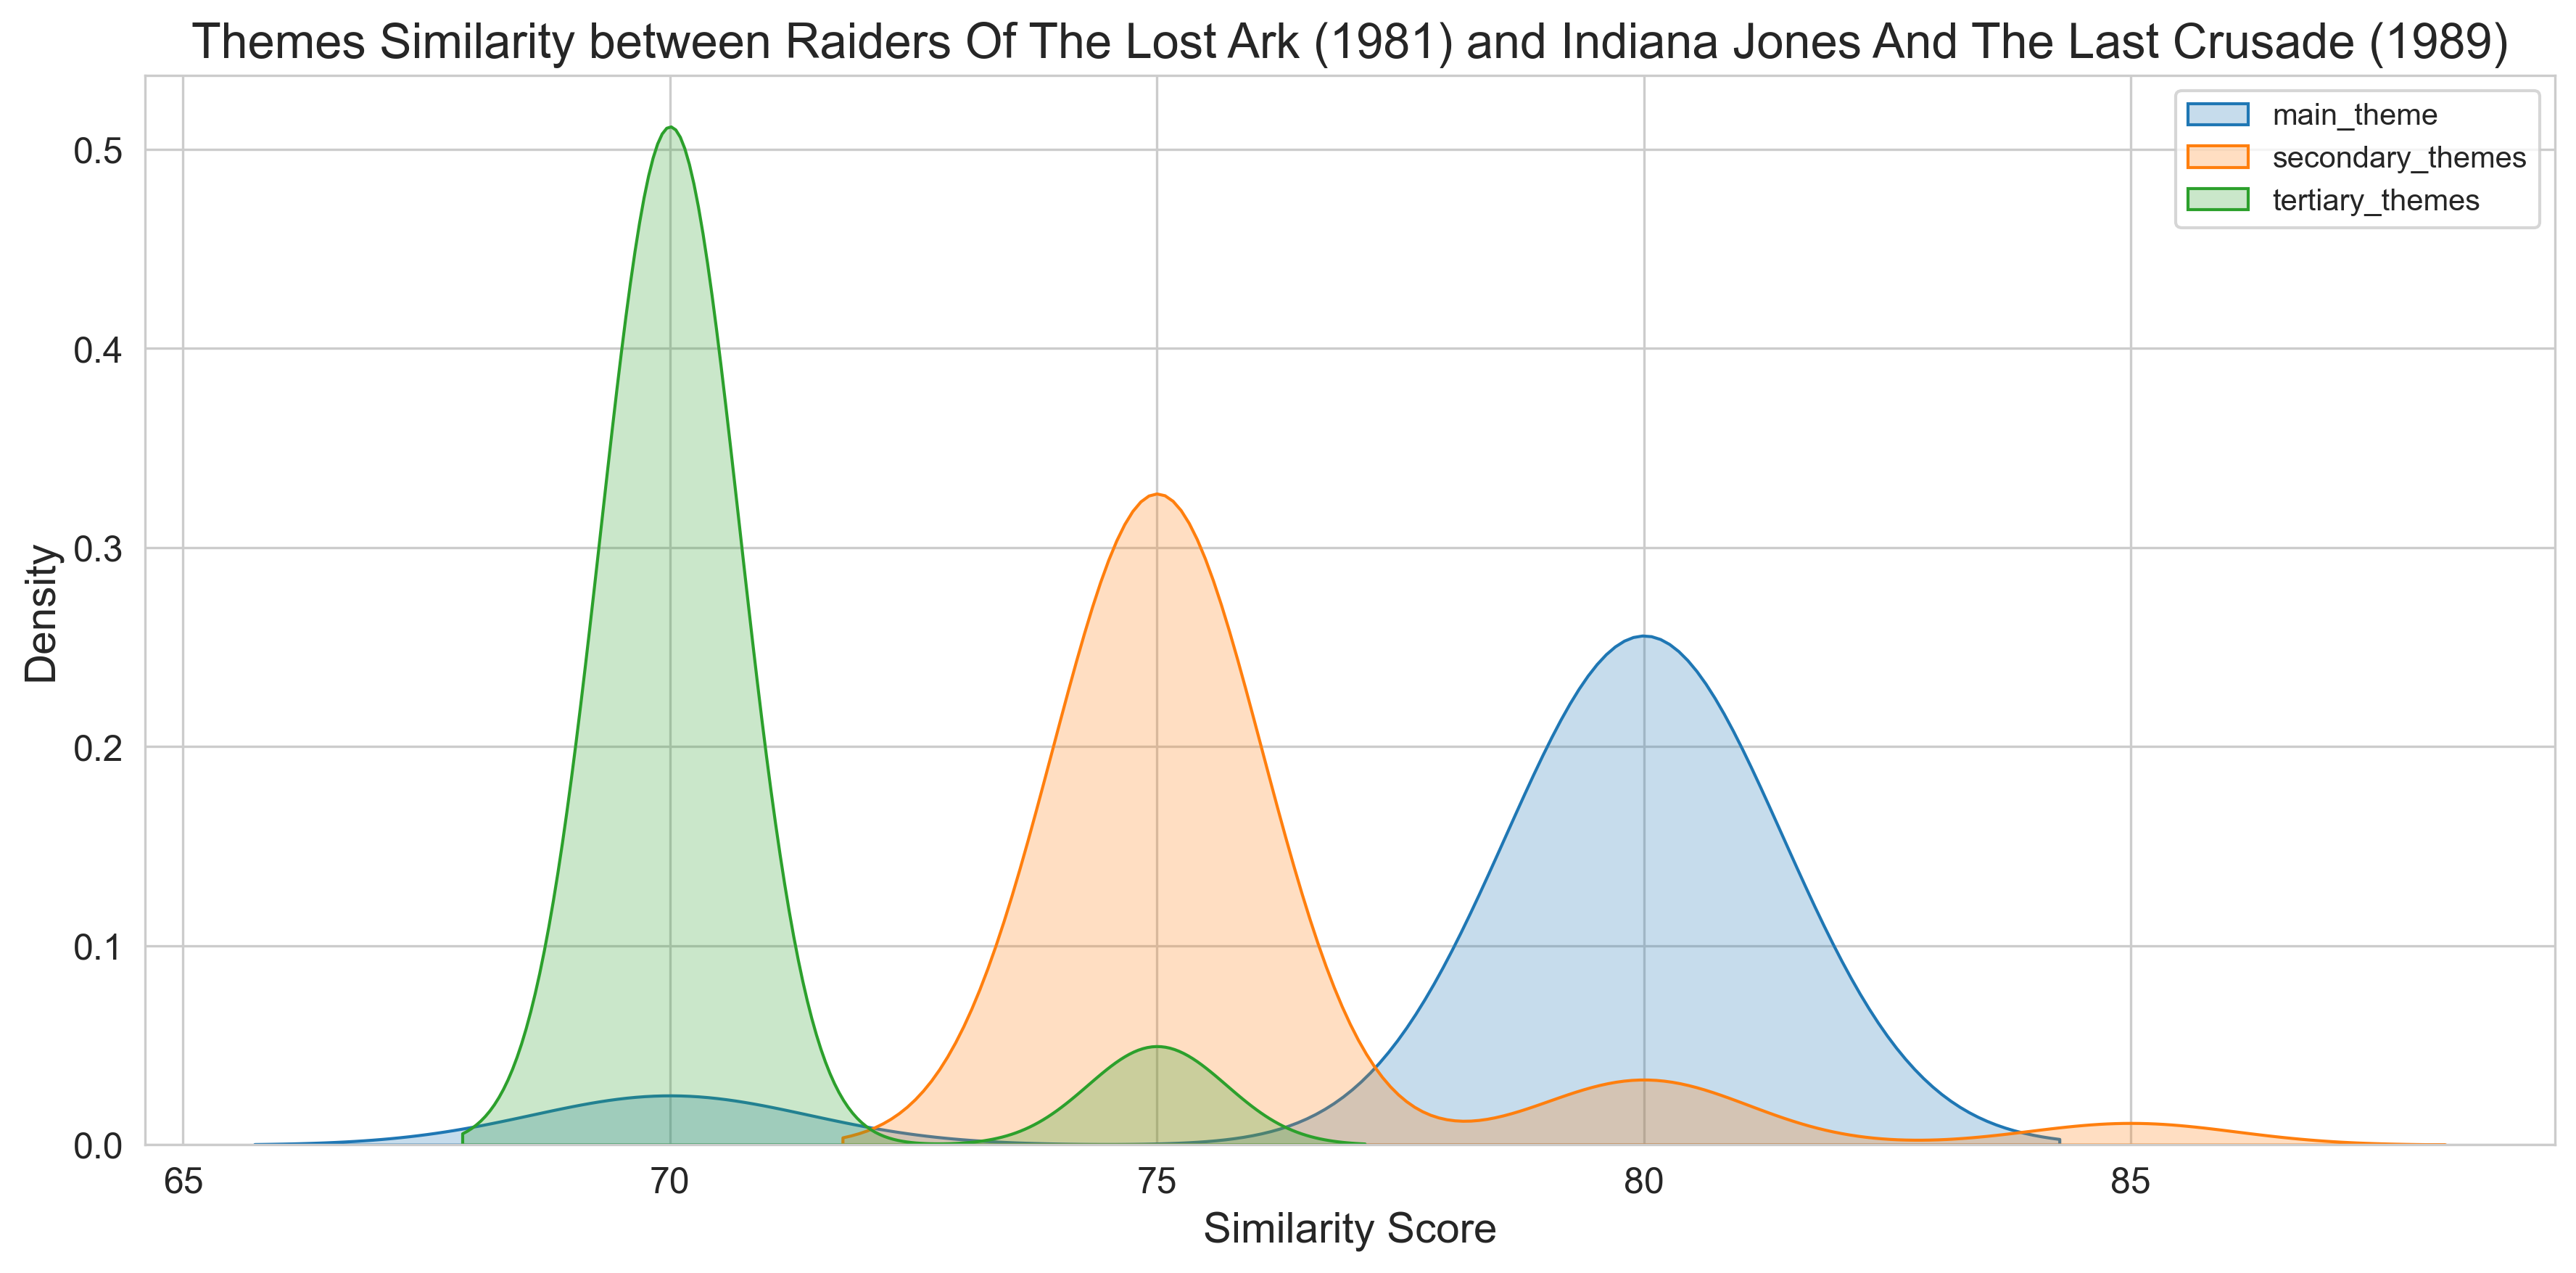 Themes Similarity between Raiders Of The Lost Ark (1981) and Indiana Jones And The Last Crusade (1989)
main_theme
secondary_themes
tertiary_themes
Density
0.5
0.4
0.3
0.2
0.1
0.0
65 70 75 80 85
Similarity Score